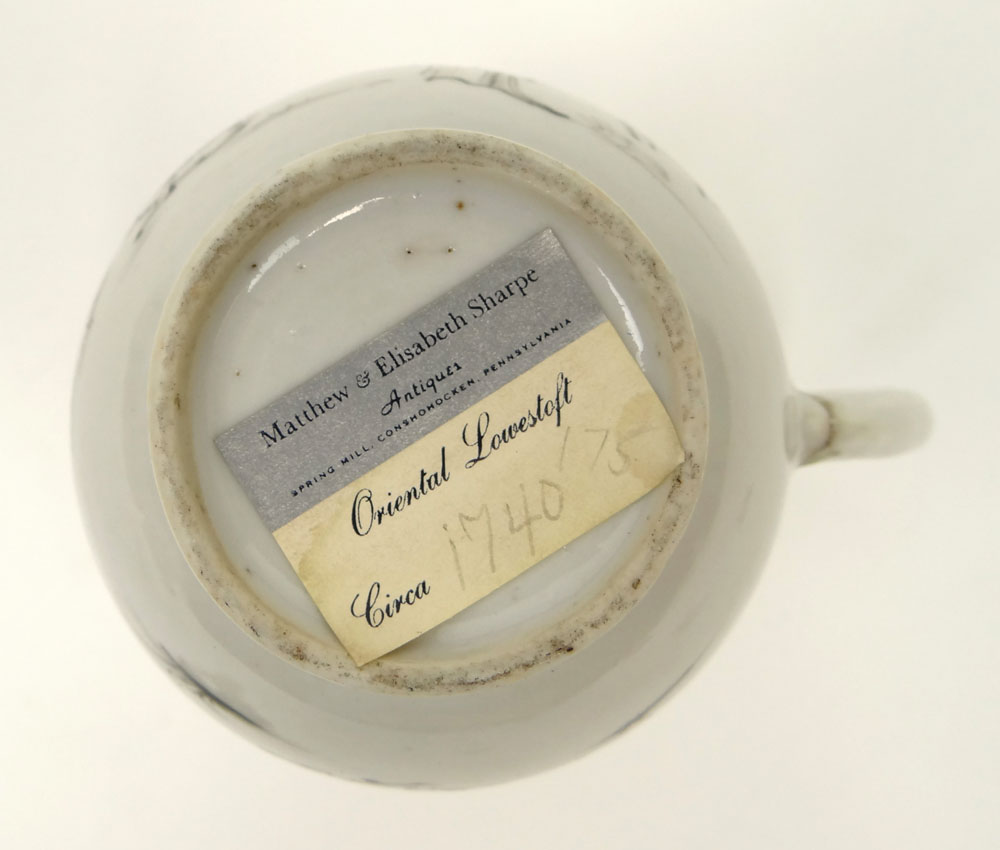 Matthew & Elisabeth Sharpe
Antiques
SPRING MILL, CONSHOHOCKEN, PENNSYLVANIA
Oriental Lowestoft
175
Circa 1740